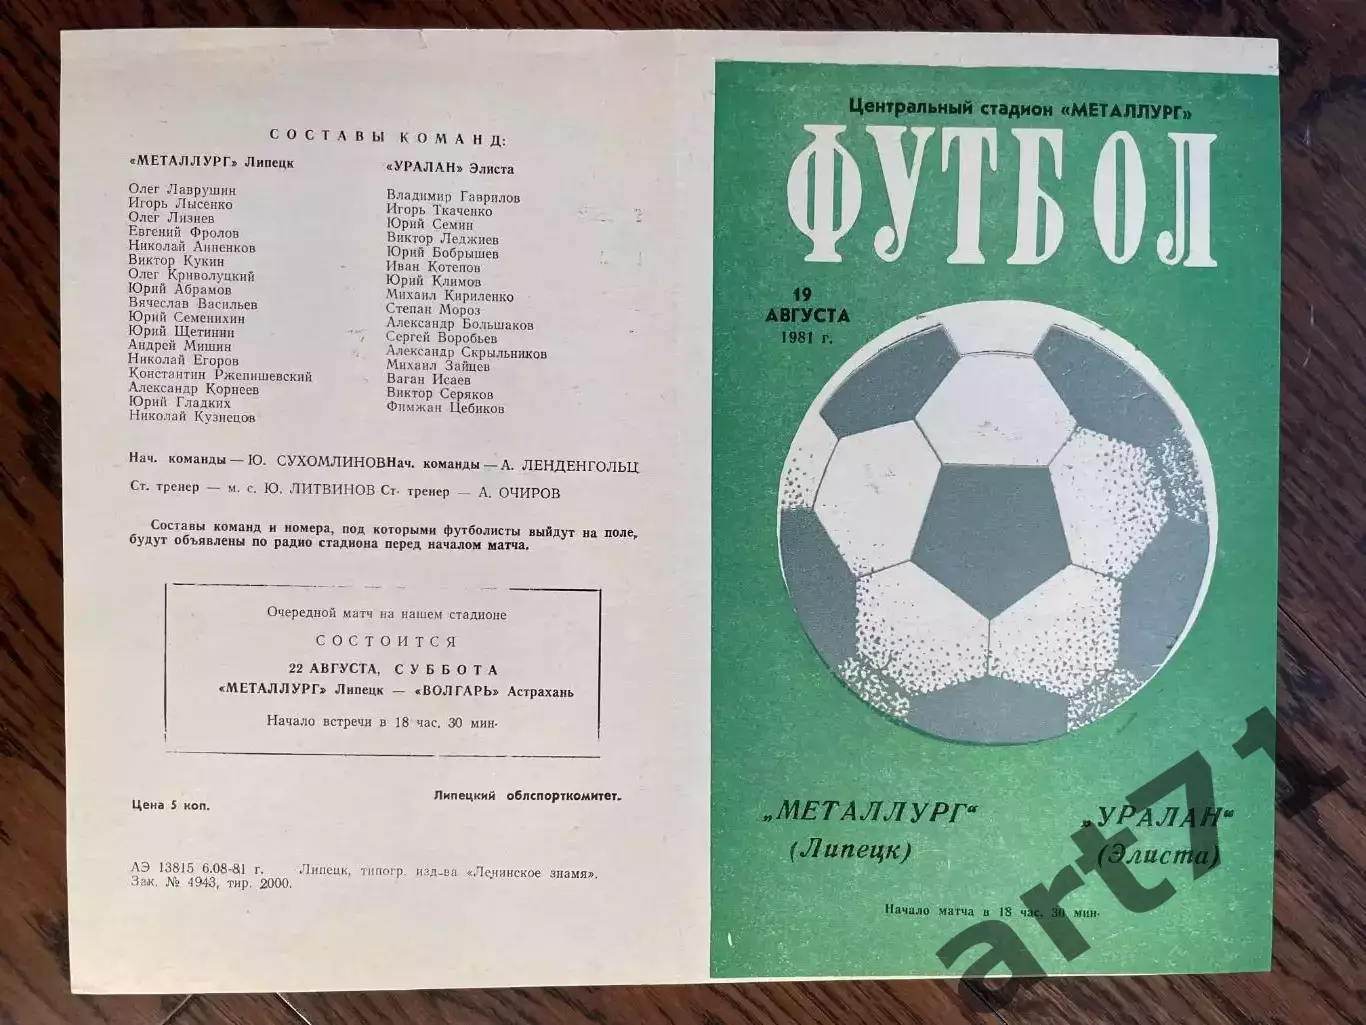 СОСТАВЫ КОМАНД:
«МЕТАЛЛУРГ» Липецк
Олег Лаврушин
Игорь Лысенко
Олег Лизнев
Евгений Фролов
Николай Анненков
Виктор Кукин
Олег Криволуцкий
Юрий Абрамов
Вячеслав Васильев
Юрий Семенихин
Юрий Щетинин
Андрей Мишин
Николай Егоров
Константин Ржепишевский
Александр Корнеев
Юрий Гладких
Николай Кузнецов
«УРАЛАН» Элиста
Владимир Гаврилов
Игорь Ткаченко
Юрий Семин
Виктор Леджиев
Юрий Бобрышев
Иван Котепов
Юрий Климов
Михаил Кириленко
Степан Мороз
Александр Большаков
Сергей Воробьев
Александр Скрыльников
Михаил Зайцев
Ваган Исаев
Виктор Серяков
Фимжан Цебиков
Нач. команды — Ю. СУХОМЛИНОВ Нач. команды — А. ЛЕНДЕНГОЛЬЦ
Ст. тренер — м. с. Ю. ЛИТВИНОВ Ст. тренер — А. ОЧИРОВ
Составы команд и номера, под которыми футболисты выйдут на поле,
будут объявлены по радио стадиона перед началом матча.
Очередной матч на нашем стадионе
СОСТОИТСЯ
22 АВГУСТА, СУББОТА
«МЕТАЛЛУРГ» Липецк — «ВОЛГАРЬ» Астрахань
Начало встречи в 18 час. 30 мин.
Липецкий облспорткомитет.
Цена 5 коп.
АЭ 13815 6.08-81 г. Липецк, типогр. изд-ва «Ленинское знамя».
Зак. № 4943, тир. 2000.
Центральный стадион «МЕТАЛЛУРГ»
ФУТБОЛ
19
АВГУСТА
1981 г.
„МЕТАЛЛУРГ“ „УРАЛАН“
(Липецк) (Элиста)
Начало матча в 18 час. 30 мин.
art71